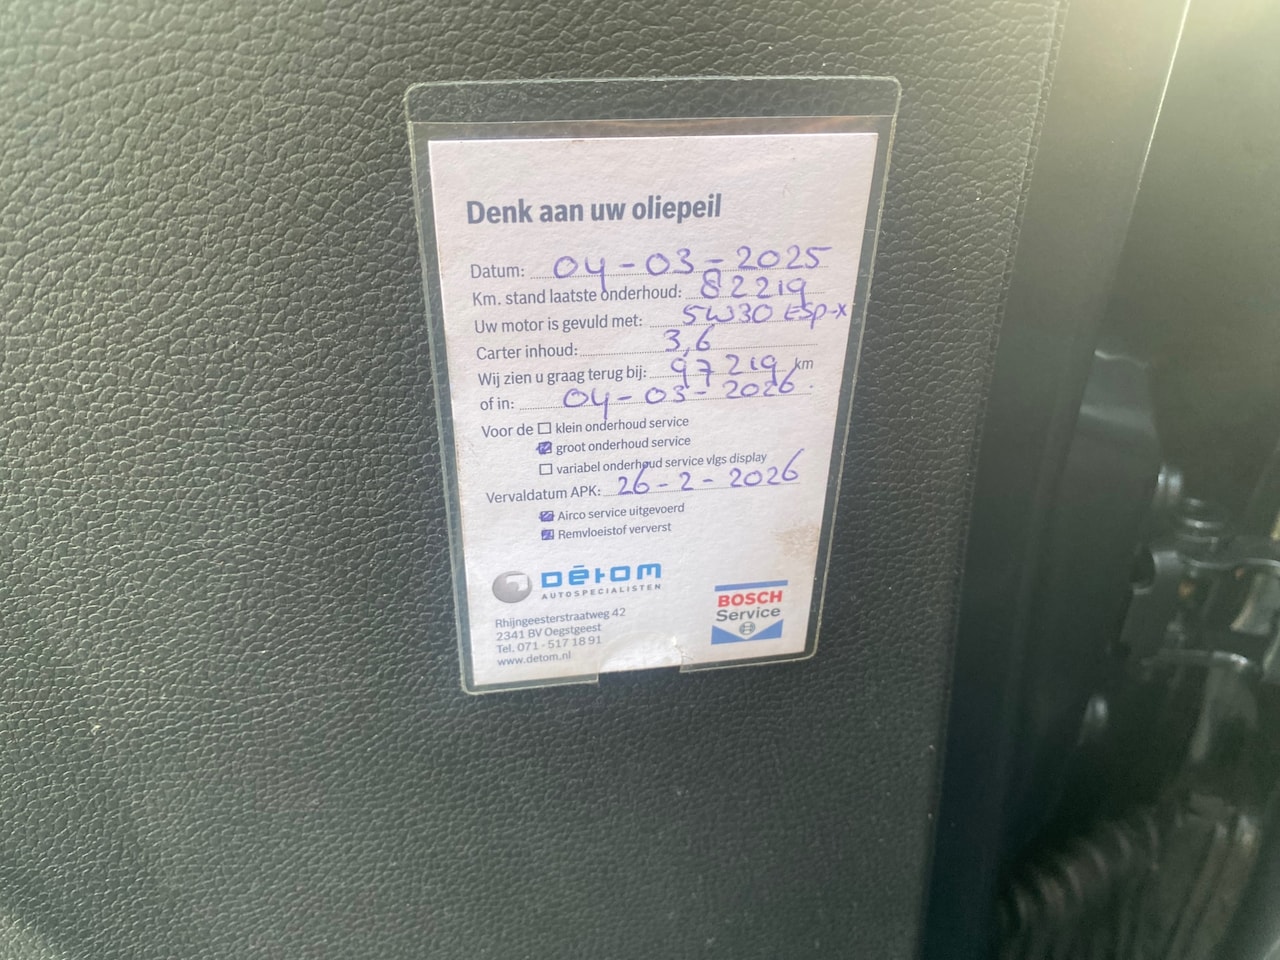 Denk aan uw oliepeil
Datum: 04-03-2025
Km. stand laatste onderhoud: 82219
Uw motor is gevuld met: 5W30 ESP-X
Carter inhoud: 3,6
Wij zien u graag terug bij: 97219 km
of in: 04-03-2026
Voor de ☐ klein onderhoud service
☑ groot onderhoud service
☐ variabel onderhoud service vlgs display
Vervaldatum APK: 26-2-2026
☑ Airco service uitgevoerd
☑ Remvloeistof ververst
Détom
AUTOSPECIALISTEN
Rhijngeesterstraatweg 42
2341 BV Oegstgeest
Tel. 071 - 517 18 91
www.detom.nl
BOSCH
Service